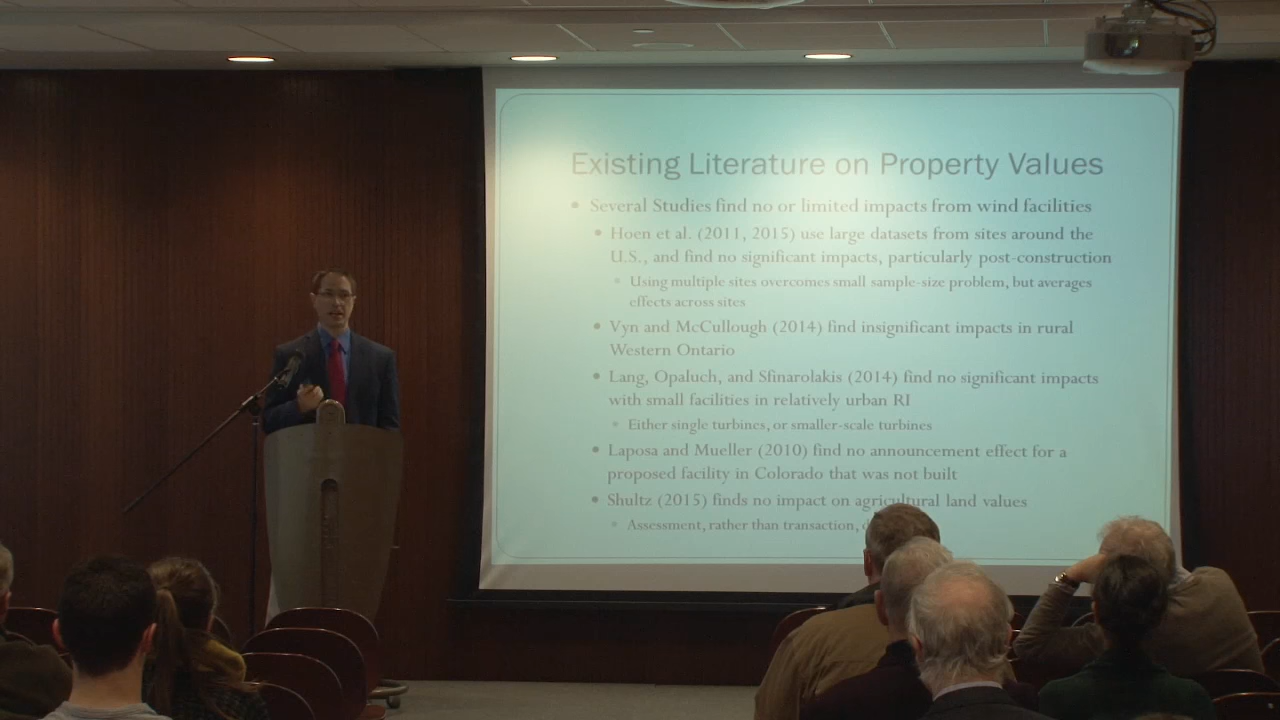 Existing Literature on Property Values
• Several Studies find no or limited impacts from wind facilities
• Hoen et al. (2011, 2015) use large datasets from sites around the
U.S., and find no significant impacts, particularly post-construction
• Using multiple sites overcomes small sample-size problem, but averages
effects across sites
• Vyn and McCullough (2014) find insignificant impacts in rural
Western Ontario
• Lang, Opaluch, and Sfinarolakis (2014) find no significant impacts
with small facilities in relatively urban RI
• Either single turbines, or smaller-scale turbines
• Laposa and Mueller (2010) find no announcement effect for a
proposed facility in Colorado that was not built
• Shultz (2015) finds no impact on agricultural land values
• Assessment, rather than transaction,